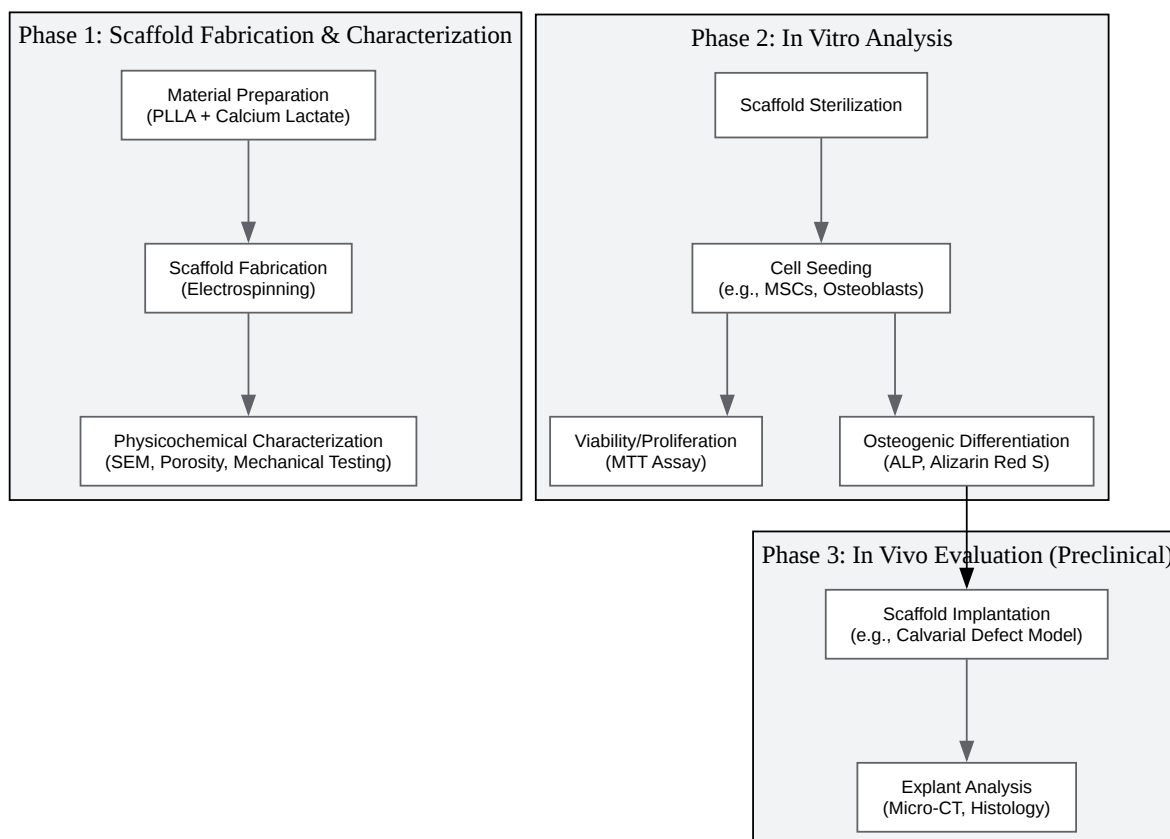 Phase 1: Scaffold Fabrication & Characterization
Material Preparation
(PLLA + Calcium Lactate)
Scaffold Fabrication
(Electrospinning)
Physicochemical Characterization
(SEM, Porosity, Mechanical Testing)
Phase 2: In Vitro Analysis
Scaffold Sterilization
Cell Seeding
(e.g., MSCs, Osteoblasts)
Viability/Proliferation
(MTT Assay)
Osteogenic Differentiation
(ALP, Alizarin Red S)
Phase 3: In Vivo Evaluation (Preclinical)
Scaffold Implantation
(e.g., Calvarial Defect Model)
Explant Analysis
(Micro-CT, Histology)